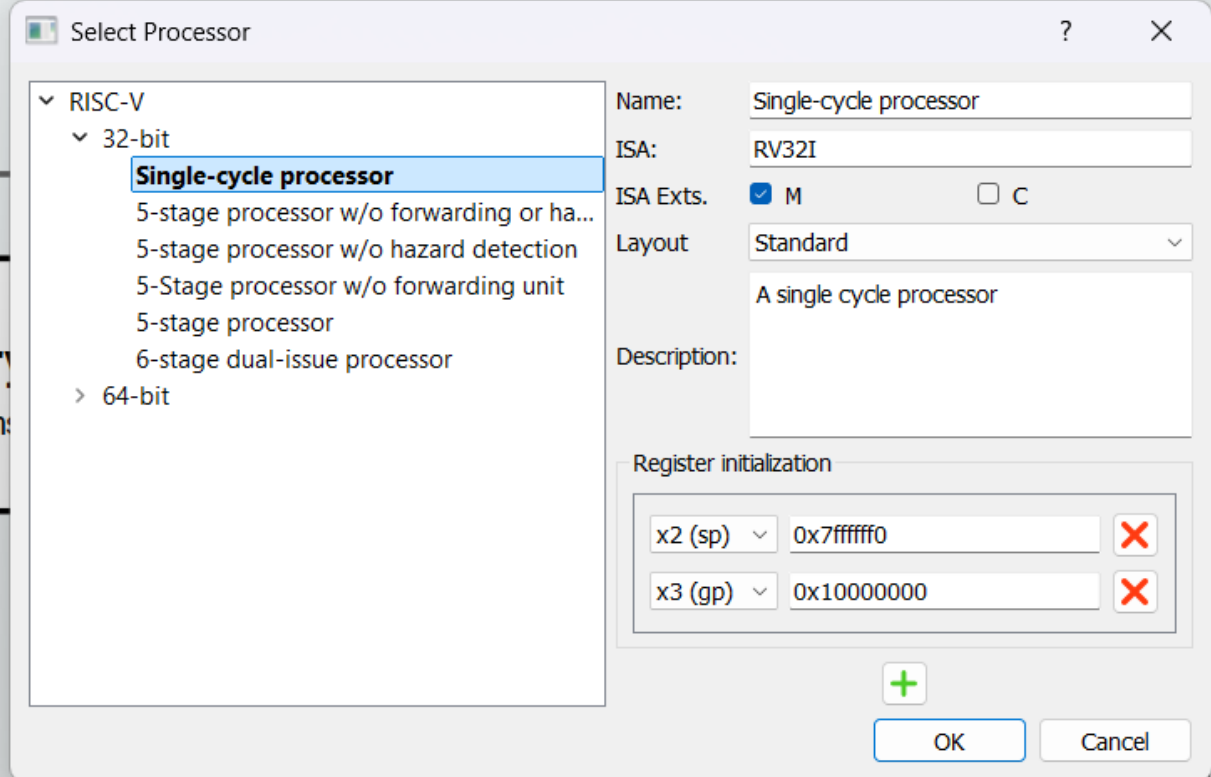 Select Processor
?
RISC-V
32-bit
Single-cycle processor
5-stage processor w/o forwarding or ha...
5-stage processor w/o hazard detection
5-Stage processor w/o forwarding unit
5-stage processor
6-stage dual-issue processor
64-bit
Name: Single-cycle processor
ISA: RV32I
ISA Exts. M C
Layout Standard
Description: A single cycle processor
Register initialization
x2 (sp) 0x7ffffff0
x3 (gp) 0x10000000
OK Cancel